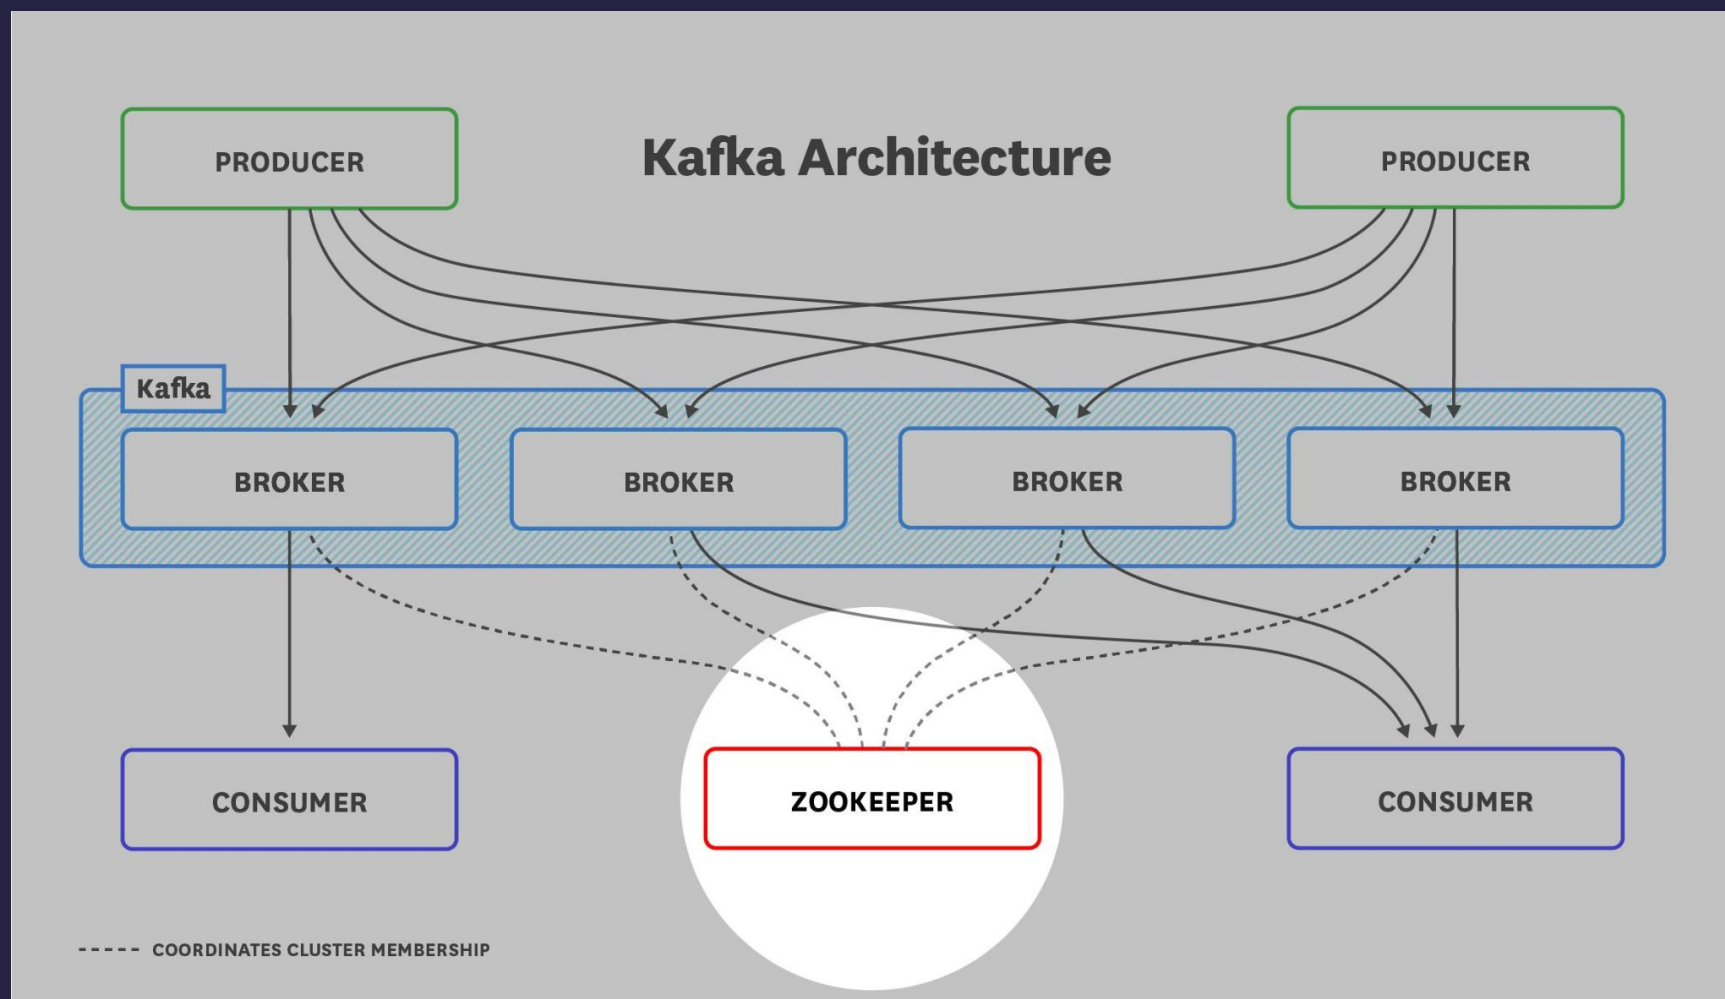 PRODUCER
Kafka Architecture
PRODUCER
Kafka
BROKER
BROKER
BROKER
BROKER
CONSUMER
ZOOKEEPER
CONSUMER
COORDINATES CLUSTER MEMBERSHIP